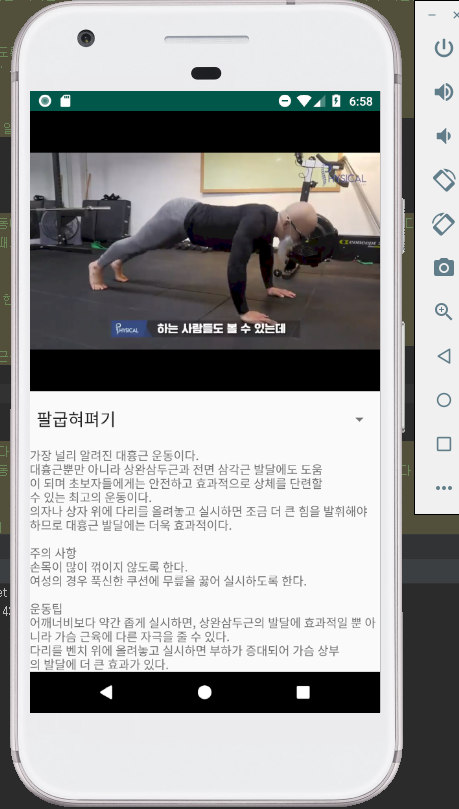 6:58
PHYSICAL
PHYSICAL
하는 사람들도 볼 수 있는데
팔굽혀펴기
가장 널리 알려진 대흉근 운동이다.
대흉근뿐만 아니라 상완삼두근과 전면 삼각근 발달에도 도움
이 되며 초보자들에게는 안전하고 효과적으로 상체를 단련할
수 있는 최고의 운동이다.
의자나 상자 위에 다리를 올려놓고 실시하면 조금 더 큰 힘을 발휘해야
하므로 대흉근 발달에는 더욱 효과적이다.
주의 사항
손목이 많이 꺾이지 않도록 한다.
여성의 경우 푹신한 쿠션에 무릎을 꿇어 실시하도록 한다.
운동팁
어깨너비보다 약간 좁게 실시하면, 상완삼두근의 발달에 효과적일 뿐 아
니라 가슴 근육에 다른 자극을 줄 수 있다.
다리를 벤치 위에 올려놓고 실시하면 부하가 증대되어 가슴 상부
의 발달에 더 큰 효과가 있다.